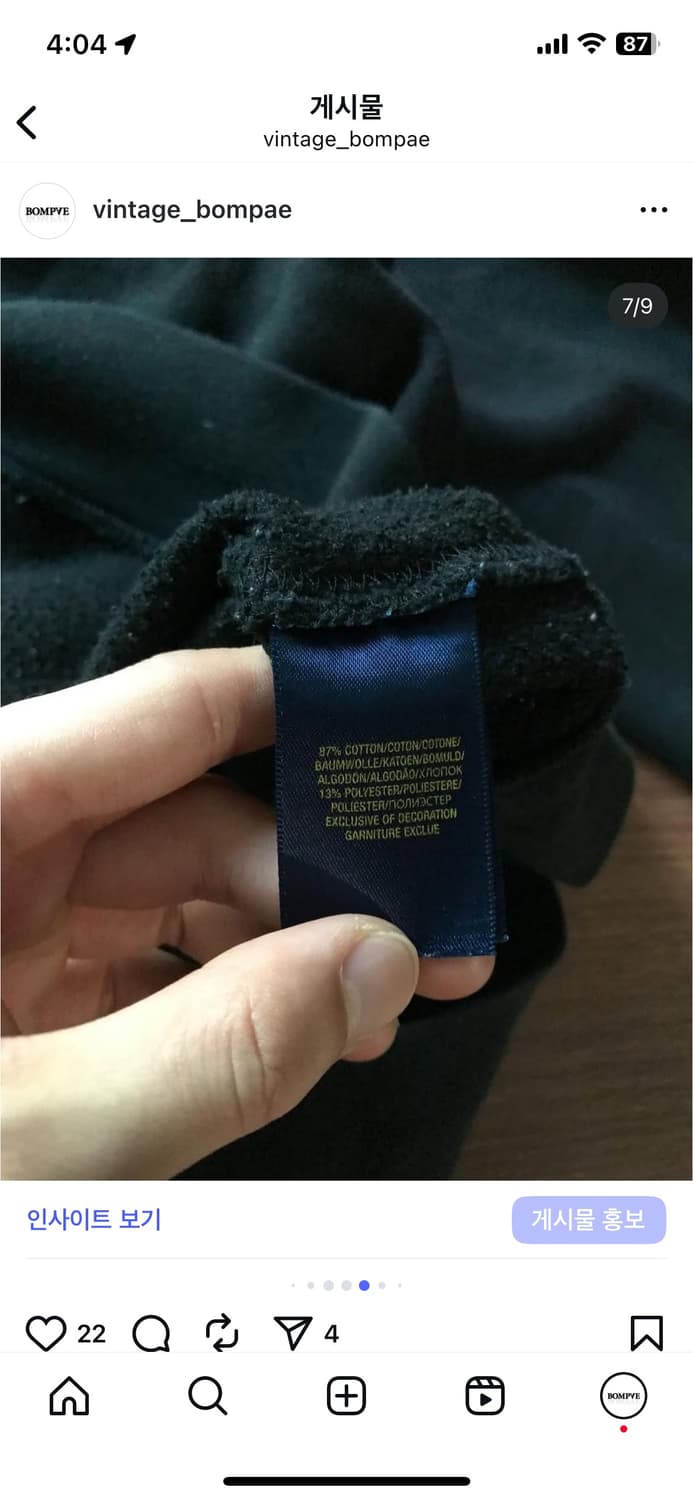 4:04
87
게시물
vintage_bompae
BOMPVE
vintage_bompae
7/9
87% COTTON/COTON/COTONE/
BAUMWOLLE/KATOEN/BOMULD/
ALGODÓN/ALGODÃO/ХЛОПОК
13% POLYESTER/POLIESTERE/
POLIÉSTER/ПОЛИЭСТЕР
EXCLUSIVE OF DECORATION
GARNITURE EXCLUE
인사이트 보기
게시물 홍보
22
4
BOMPVE